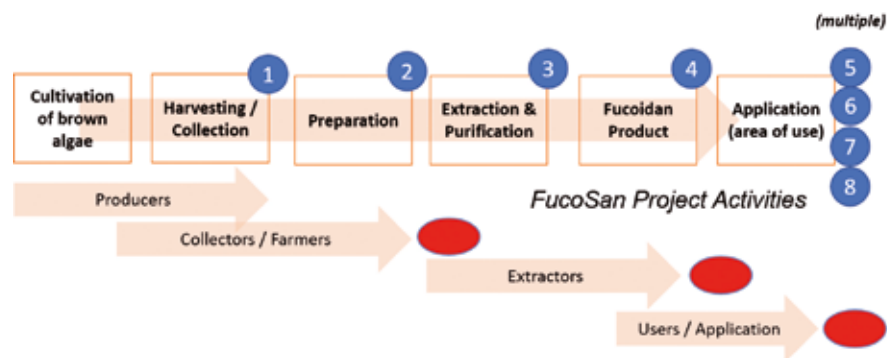 (multiple)
1
2
3
4
5
6
7
8
Cultivation
of brown
algae
Harvesting /
Collection
Preparation
Extraction &
Purification
Fucoidan
Product
Application
(area of use)
Producers
FucoSan Project Activities
Collectors / Farmers
Extractors
Users / Application